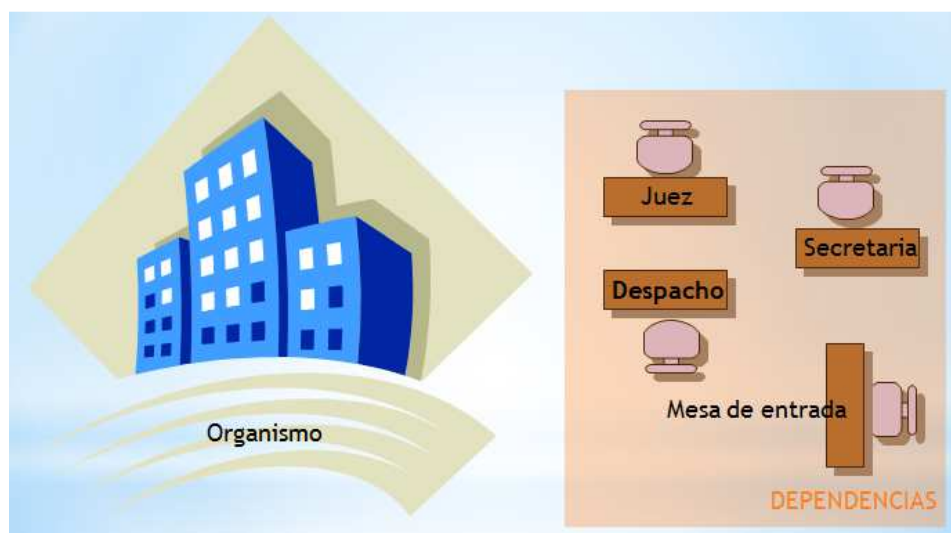 Organismo
Juez
Secretaria
Despacho
Mesa de entrada
DEPENDENCIAS